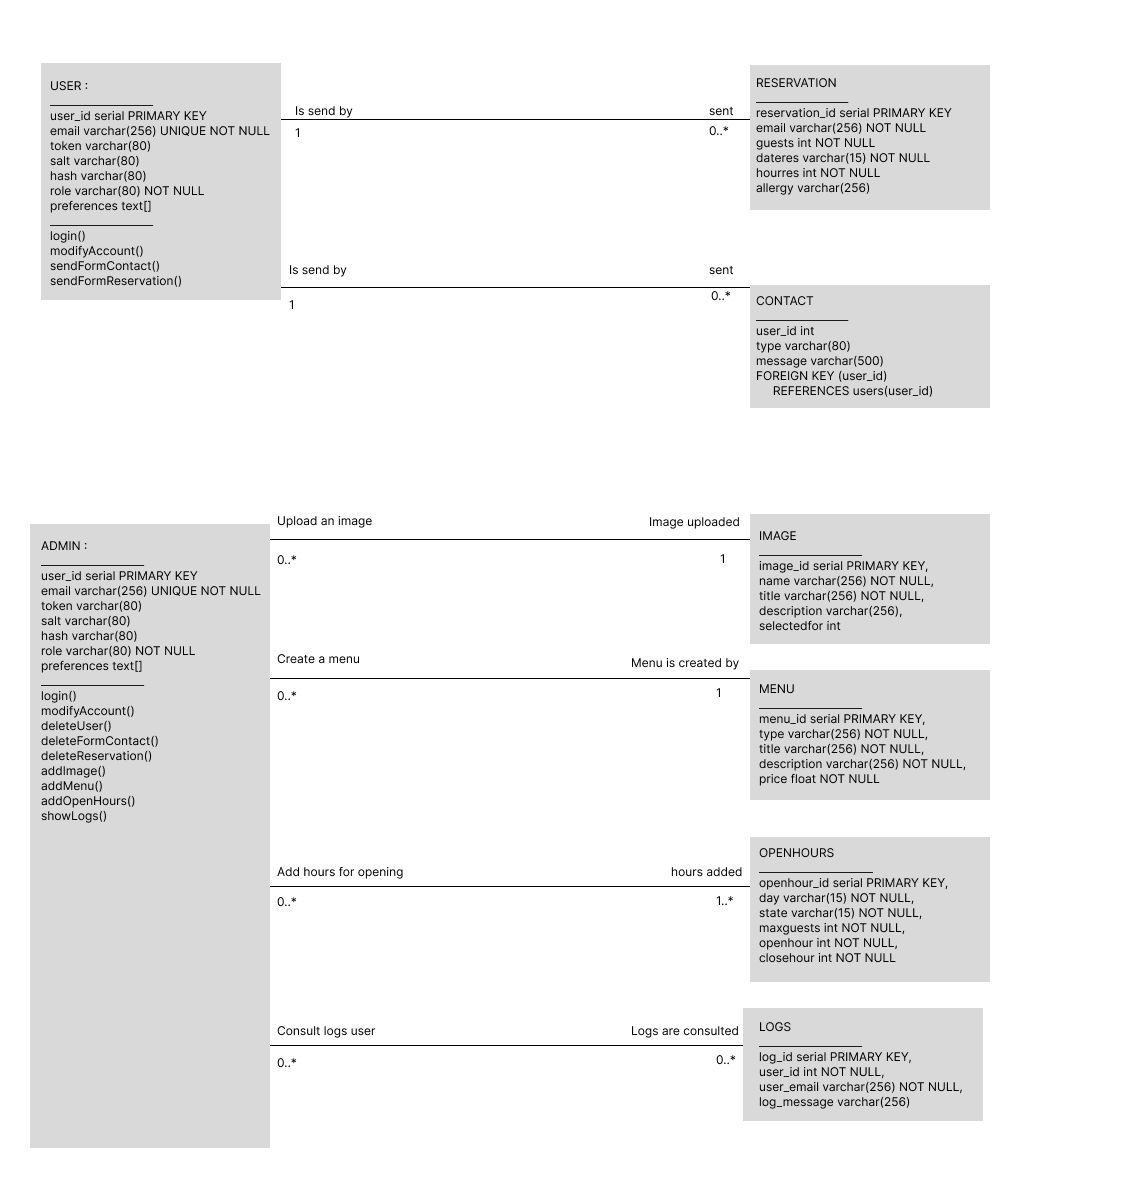 USER :
user_id serial PRIMARY KEY
email varchar(256) UNIQUE NOT NULL
token varchar(80)
salt varchar(80)
hash varchar(80)
role varchar(80) NOT NULL
preferences text[]
login()
modifyAccount()
sendFormContact()
sendFormReservation()
Is send by
sent
1
0..*
RESERVATION
reservation_id serial PRIMARY KEY
email varchar(256) NOT NULL
guests int NOT NULL
dateres varchar(15) NOT NULL
hourres int NOT NULL
allergy varchar(256)
Is send by
sent
1
0..*
CONTACT
user_id int
type varchar(80)
message varchar(500)
FOREIGN KEY (user_id)
REFERENCES users(user_id)
ADMIN :
user_id serial PRIMARY KEY
email varchar(256) UNIQUE NOT NULL
token varchar(80)
salt varchar(80)
hash varchar(80)
role varchar(80) NOT NULL
preferences text[]
login()
modifyAccount()
deleteUser()
deleteFormContact()
deleteReservation()
addImage()
addMenu()
addOpenHours()
showLogs()
Upload an image
Image uploaded
0..*
1
IMAGE
image_id serial PRIMARY KEY,
name varchar(256) NOT NULL,
title varchar(256) NOT NULL,
description varchar(256),
selectedfor int
Create a menu
Menu is created by
0..*
1
MENU
menu_id serial PRIMARY KEY,
type varchar(256) NOT NULL,
title varchar(256) NOT NULL,
description varchar(256) NOT NULL,
price float NOT NULL
Add hours for opening
hours added
0..*
1..*
OPENHOURS
openhour_id serial PRIMARY KEY,
day varchar(15) NOT NULL,
state varchar(15) NOT NULL,
maxguests int NOT NULL,
openhour int NOT NULL,
closehour int NOT NULL
Consult logs user
Logs are consulted
0..*
0..*
LOGS
log_id serial PRIMARY KEY,
user_id int NOT NULL,
user_email varchar(256) NOT NULL,
log_message varchar(256)